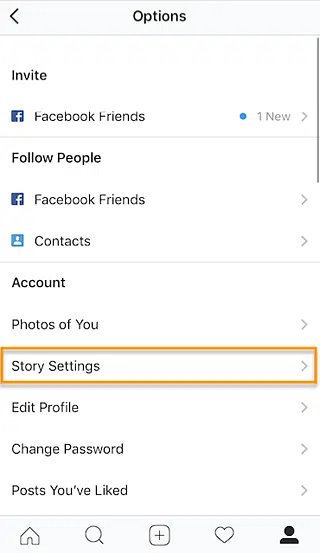 Options
Invite
Facebook Friends
1 New
Follow People
Facebook Friends
Contacts
Account
Photos of You
Story Settings
Edit Profile
Change Password
Posts You've Liked